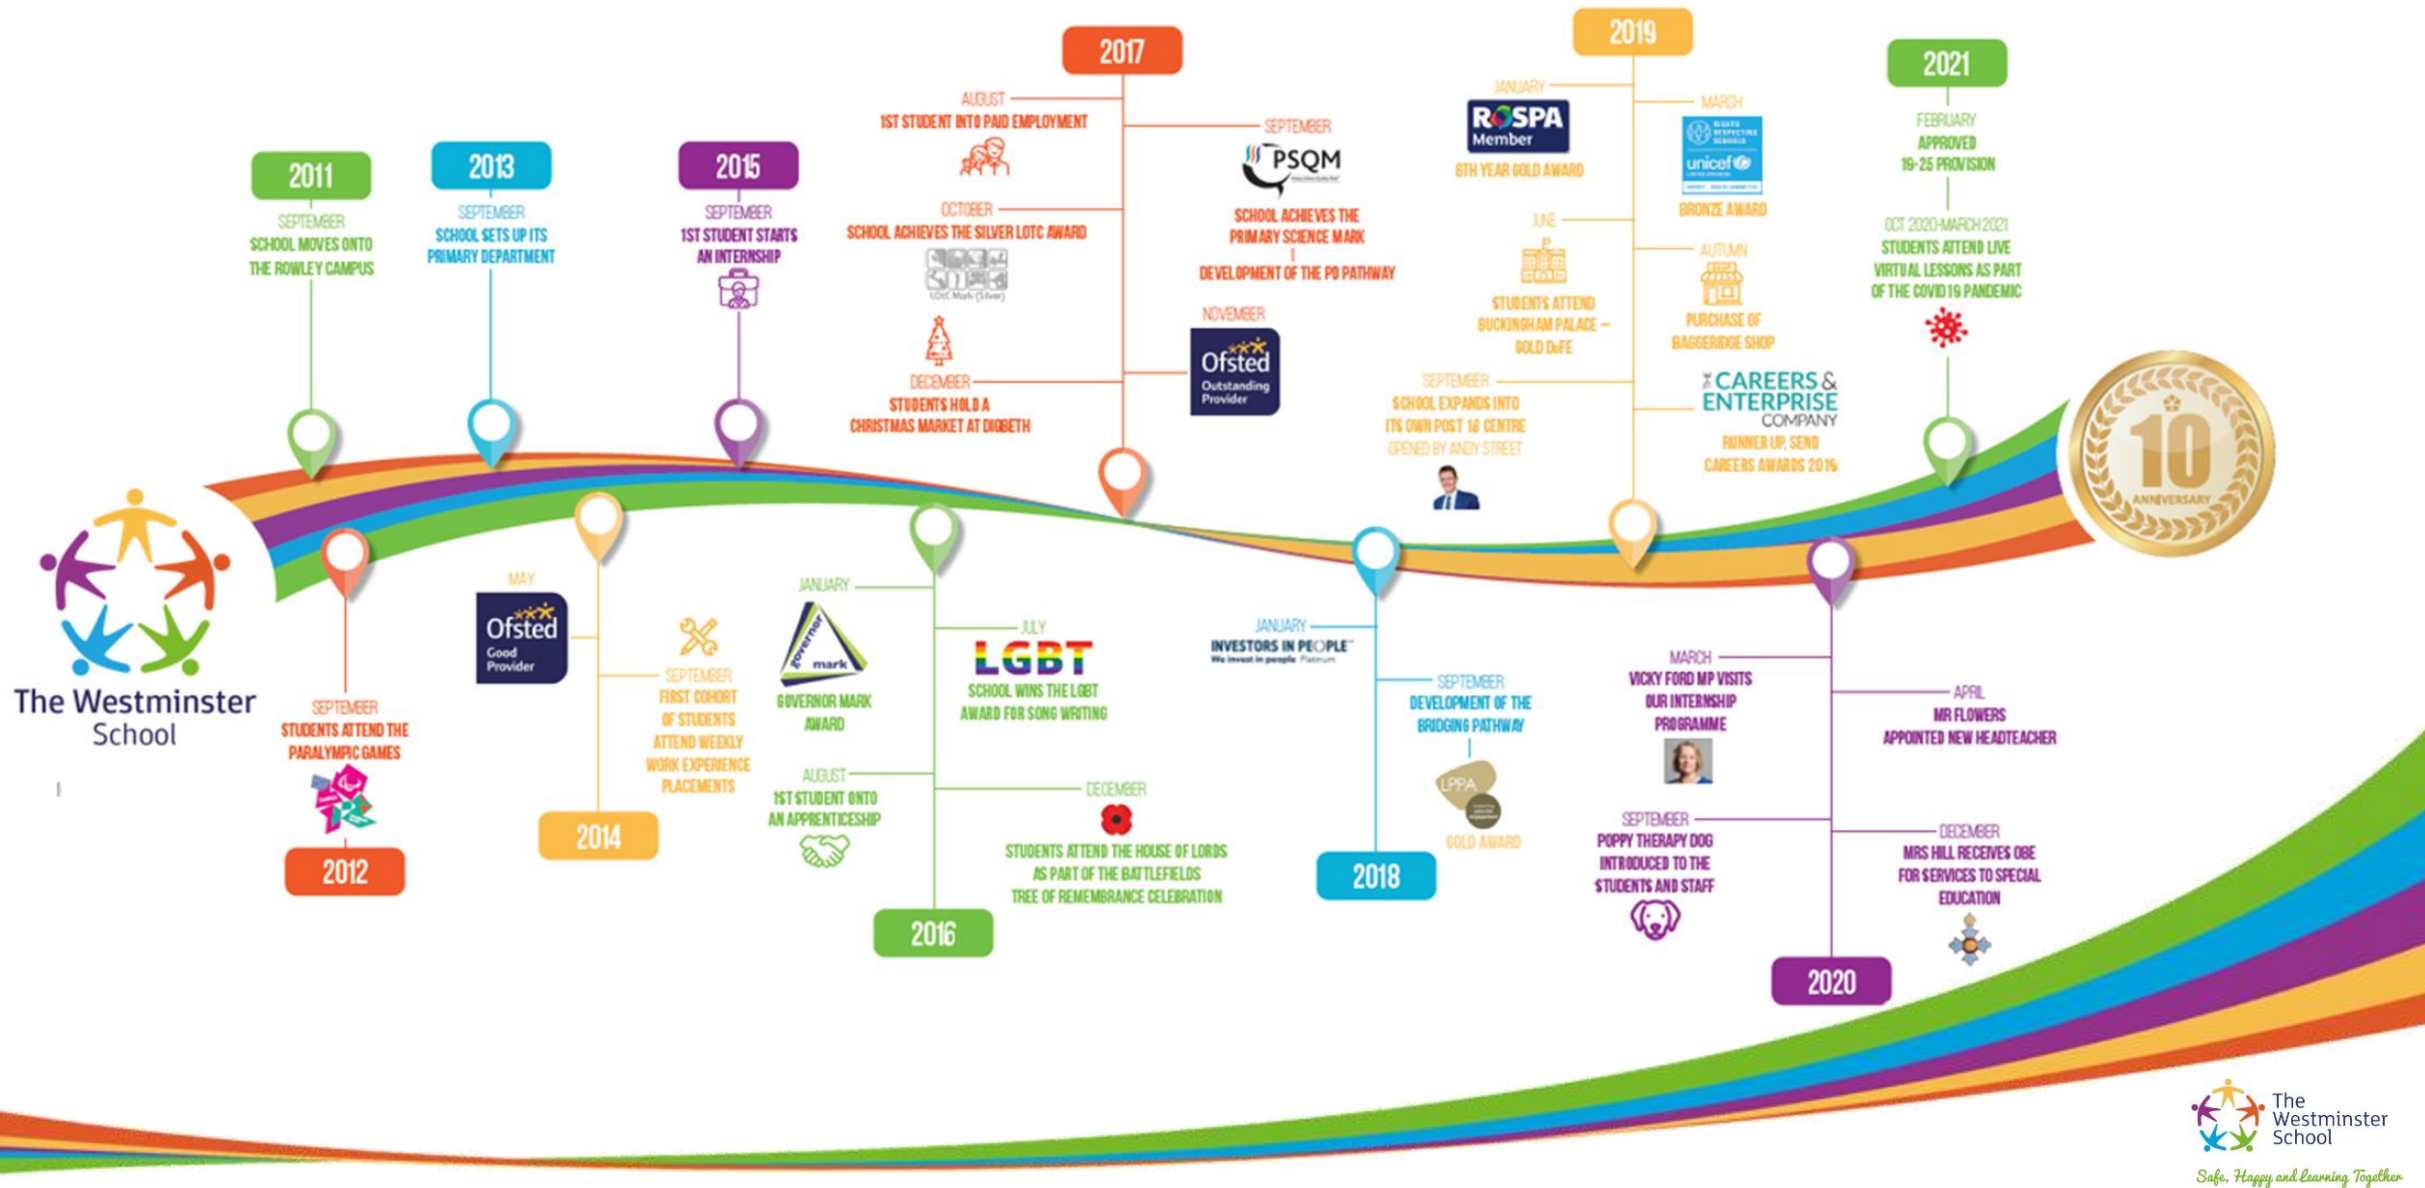 The Westminster
School
2011
SEPTEMBER
SCHOOL MOVES ONTO
THE ROWLEY CAMPUS
SEPTEMBER
STUDENTS ATTEND THE
PARALYMPIC GAMES
2012
2013
SEPTEMBER
SCHOOL SETS UP ITS
PRIMARY DEPARTMENT
MAY
Ofsted
Good
Provider
SEPTEMBER
FIRST COHORT
OF STUDENTS
ATTEND WEEKLY
WORK EXPERIENCE
PLACEMENTS
2014
2015
SEPTEMBER
1ST STUDENT STARTS
AN INTERNSHIP
JANUARY
governor
mark
GOVERNOR MARK
AWARD
JULY
LGBT
SCHOOL WINS THE LGBT
AWARD FOR SONG WRITING
AUGUST
1ST STUDENT ONTO
AN APPRENTICESHIP
DECEMBER
STUDENTS ATTEND THE HOUSE OF LORDS
AS PART OF THE BATTLEFIELDS
TREE OF REMEMBRANCE CELEBRATION
2016
2017
AUGUST
1ST STUDENT INTO PAID EMPLOYMENT
SEPTEMBER
PSQM
SCHOOL ACHIEVES THE
PRIMARY SCIENCE MARK
DEVELOPMENT OF THE PD PATHWAY
OCTOBER
SCHOOL ACHIEVES THE SILVER LOTC AWARD
LOtC Mark (Silver)
NOVEMBER
Ofsted
Outstanding
Provider
DECEMBER
STUDENTS HOLD A
CHRISTMAS MARKET AT DIGBETH
JANUARY
INVESTORS IN PEOPLE™
We invest in people Platinum
SEPTEMBER
DEVELOPMENT OF THE
BRIDGING PATHWAY
LPPA
GOLD AWARD
2018
2019
JANUARY
ROSPA
Member
6TH YEAR GOLD AWARD
MARCH
RIGHTS
RESPECTING
SCHOOLS
unicef
BRONZE AWARD
JUNE
STUDENTS ATTEND
BUCKINGHAM PALACE –
GOLD DofE
AUTUMN
PURCHASE OF
BAGGERIDGE SHOP
SEPTEMBER
SCHOOL EXPANDS INTO
ITS OWN POST 16 CENTRE
OPENED BY ANDY STREET
THE CAREERS &
ENTERPRISE
COMPANY
RUNNER UP, SEND
CAREERS AWARDS 2019
MARCH
VICKY FORD MP VISITS
OUR INTERNSHIP
PROGRAMME
APRIL
MR FLOWERS
APPOINTED NEW HEADTEACHER
SEPTEMBER
POPPY THERAPY DOG
INTRODUCED TO THE
STUDENTS AND STAFF
DECEMBER
MRS HILL RECEIVES OBE
FOR SERVICES TO SPECIAL
EDUCATION
2020
2021
FEBRUARY
APPROVED
19-25 PROVISION
OCT 2020-MARCH 2021
STUDENTS ATTEND LIVE
VIRTUAL LESSONS AS PART
OF THE COVID19 PANDEMIC
10
ANNIVERSARY
The
Westminster
School
Safe, Happy and Learning Together